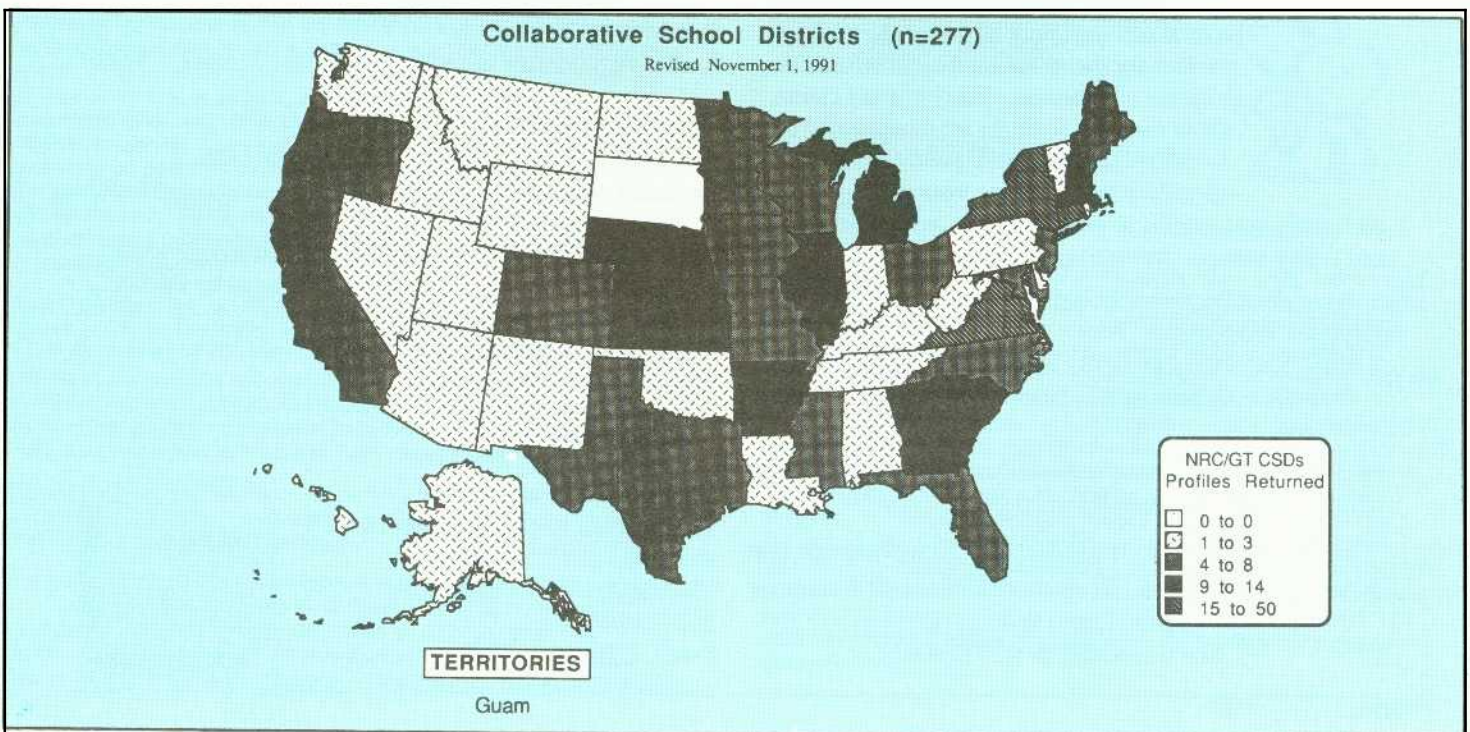 Collaborative School Districts (n=277)
Revised November 1, 1991
NRC/GT CSDs
Profiles Returned
0 to 0
1 to 3
4 to 8
9 to 14
15 to 50
TERRITORIES
Guam